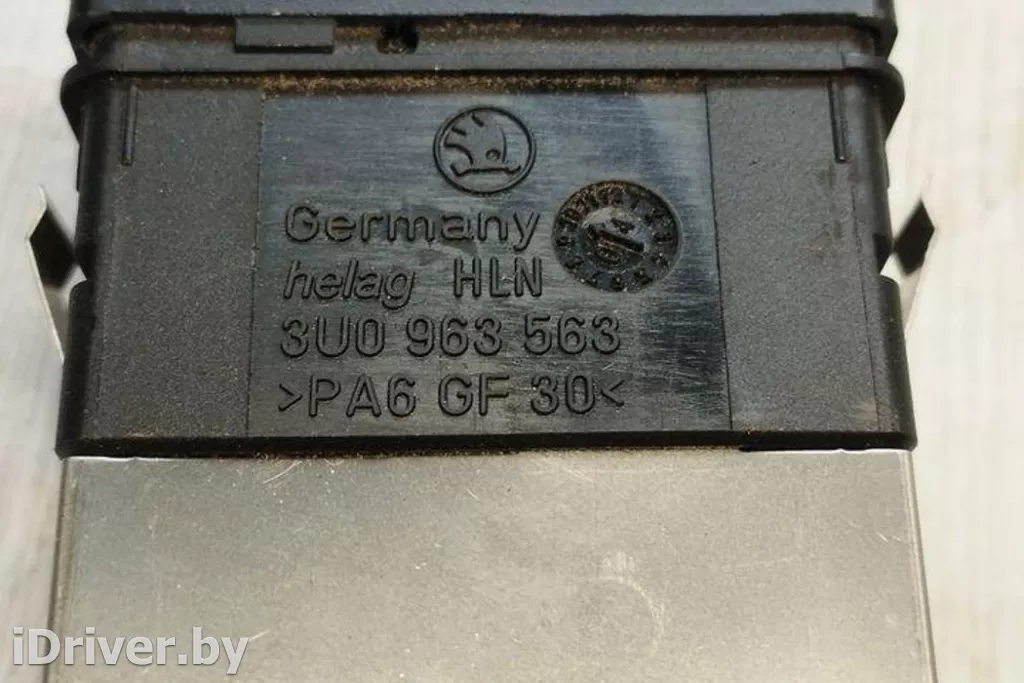 Germany
helag HLN
3U0 963 563
>PA6 GF 30<
iDriver.by